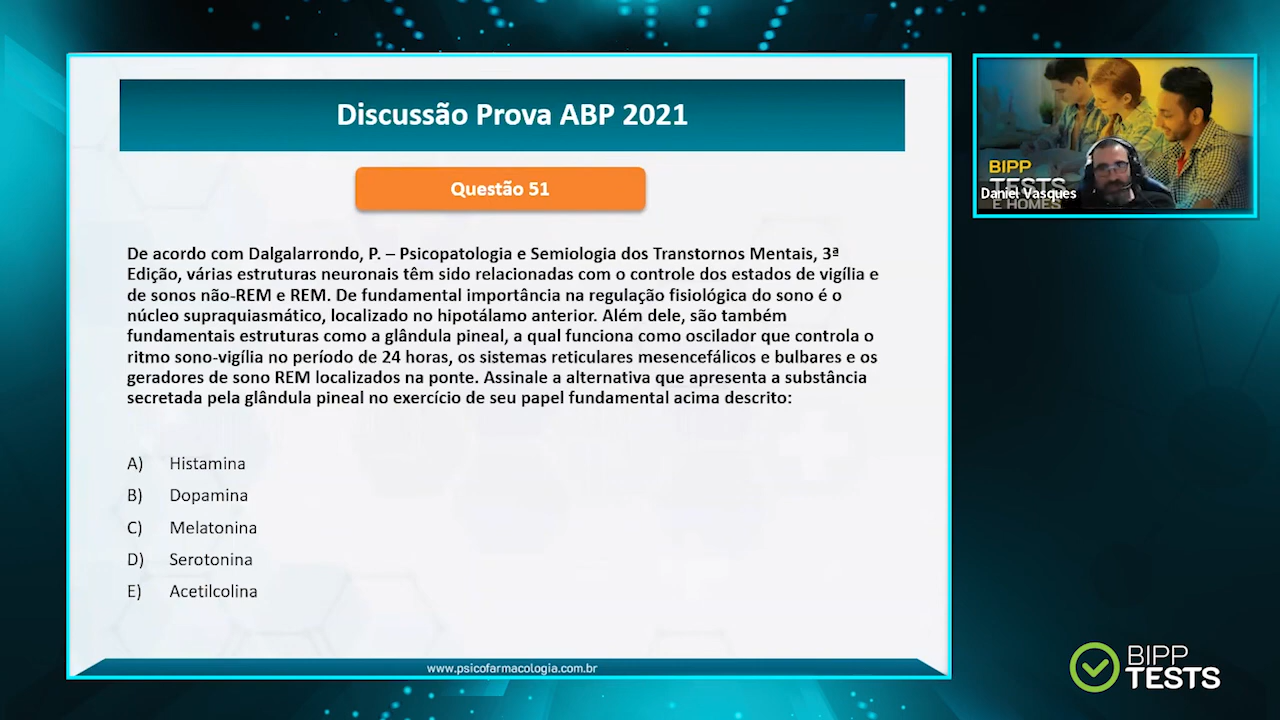 Discussão Prova ABP 2021
Questão 51
De acordo com Dalgalarrondo, P. – Psicopatologia e Semiologia dos Transtornos Mentais, 3ª
Edição, várias estruturas neuronais têm sido relacionadas com o controle dos estados de vigília e
de sonos não-REM e REM. De fundamental importância na regulação fisiológica do sono é o
núcleo supraquiasmático, localizado no hipotálamo anterior. Além dele, são também
fundamentais estruturas como a glândula pineal, a qual funciona como oscilador que controla o
ritmo sono-vigília no período de 24 horas, os sistemas reticulares mesencefálicos e bulbares e os
geradores de sono REM localizados na ponte. Assinale a alternativa que apresenta a substância
secretada pela glândula pineal no exercício de seu papel fundamental acima descrito:
A) Histamina
B) Dopamina
C) Melatonina
D) Serotonina
E) Acetilcolina
www.psicofarmacologia.com.br
BIPP
TESTS
E HOMES
Daniel Vasques
BIPP
TESTS